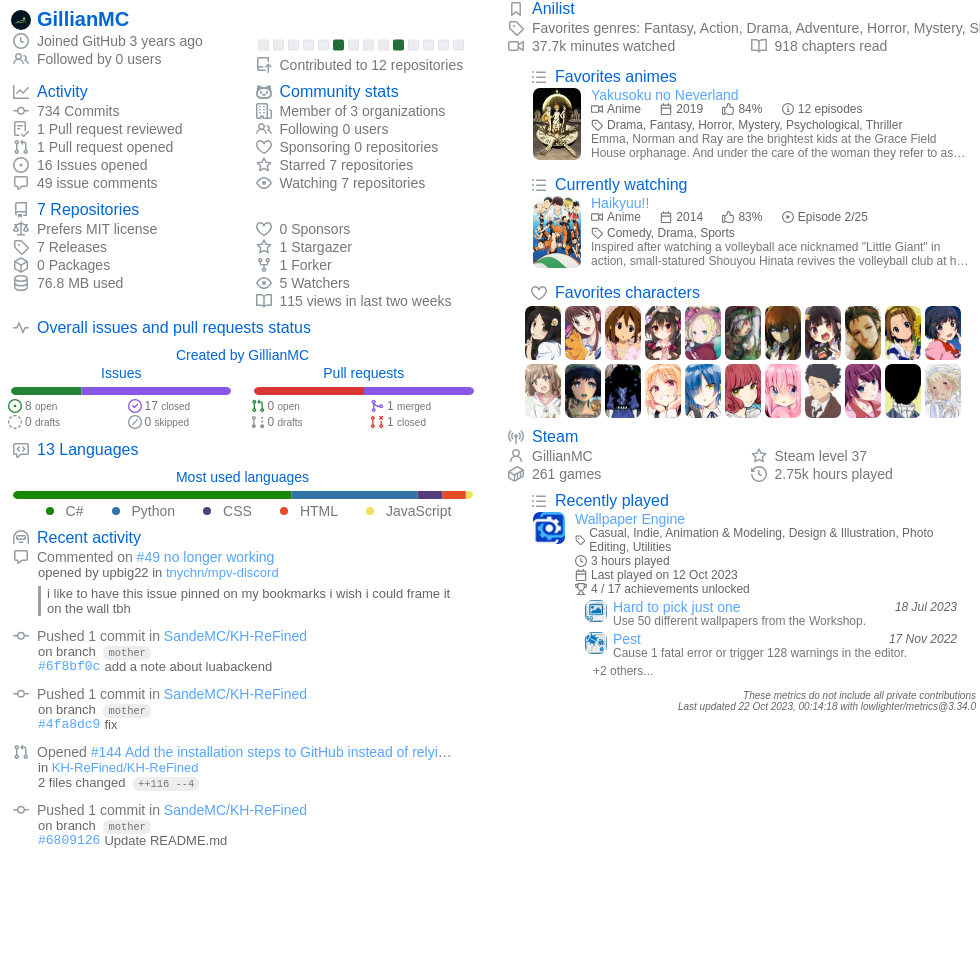 GillianMC
Joined GitHub 3 years ago
Followed by 0 users
Contributed to 12 repositories
Activity
734 Commits
1 Pull request reviewed
1 Pull request opened
16 Issues opened
49 issue comments
Community stats
Member of 3 organizations
Following 0 users
Sponsoring 0 repositories
Starred 7 repositories
Watching 7 repositories
7 Repositories
Prefers MIT license
7 Releases
0 Packages
76.8 MB used
0 Sponsors
1 Stargazer
1 Forker
5 Watchers
115 views in last two weeks
Overall issues and pull requests status
Created by GillianMC
Issues
8 open 17 closed
0 drafts 0 skipped
Pull requests
0 open 1 merged
0 drafts 1 closed
13 Languages
Most used languages
C# Python CSS HTML JavaScript
Recent activity
Commented on #49 no longer working
opened by upbig22 in tnychn/mpv-discord
i like to have this issue pinned on my bookmarks i wish i could frame it
on the wall tbh
Pushed 1 commit in SandeMC/KH-ReFined
on branch mother
#6f8bf0c add a note about luabackend
Pushed 1 commit in SandeMC/KH-ReFined
on branch mother
#4fa8dc9 fix
Opened #144 Add the installation steps to GitHub instead of relyi…
in KH-ReFined/KH-ReFined
2 files changed ++116 --4
Pushed 1 commit in SandeMC/KH-ReFined
on branch mother
#6809126 Update README.md
Anilist
Favorites genres: Fantasy, Action, Drama, Adventure, Horror, Mystery, Sl
37.7k minutes watched
918 chapters read
Favorites animes
Yakusoku no Neverland
Anime 2019 84% 12 episodes
Drama, Fantasy, Horror, Mystery, Psychological, Thriller
Emma, Norman and Ray are the brightest kids at the Grace Field
House orphanage. And under the care of the woman they refer to as…
Currently watching
Haikyuu!!
Anime 2014 83% Episode 2/25
Comedy, Drama, Sports
Inspired after watching a volleyball ace nicknamed "Little Giant" in
action, small-statured Shouyou Hinata revives the volleyball club at h…
Favorites characters
Steam
GillianMC
Steam level 37
261 games
2.75k hours played
Recently played
Wallpaper Engine
Casual, Indie, Animation & Modeling, Design & Illustration, Photo
Editing, Utilities
3 hours played
Last played on 12 Oct 2023
4 / 17 achievements unlocked
Hard to pick just one 18 Jul 2023
Use 50 different wallpapers from the Workshop.
Pest 17 Nov 2022
Cause 1 fatal error or trigger 128 warnings in the editor.
+2 others...
These metrics do not include all private contributions
Last updated 22 Oct 2023, 00:14:18 with lowlighter/metrics@3.34.0